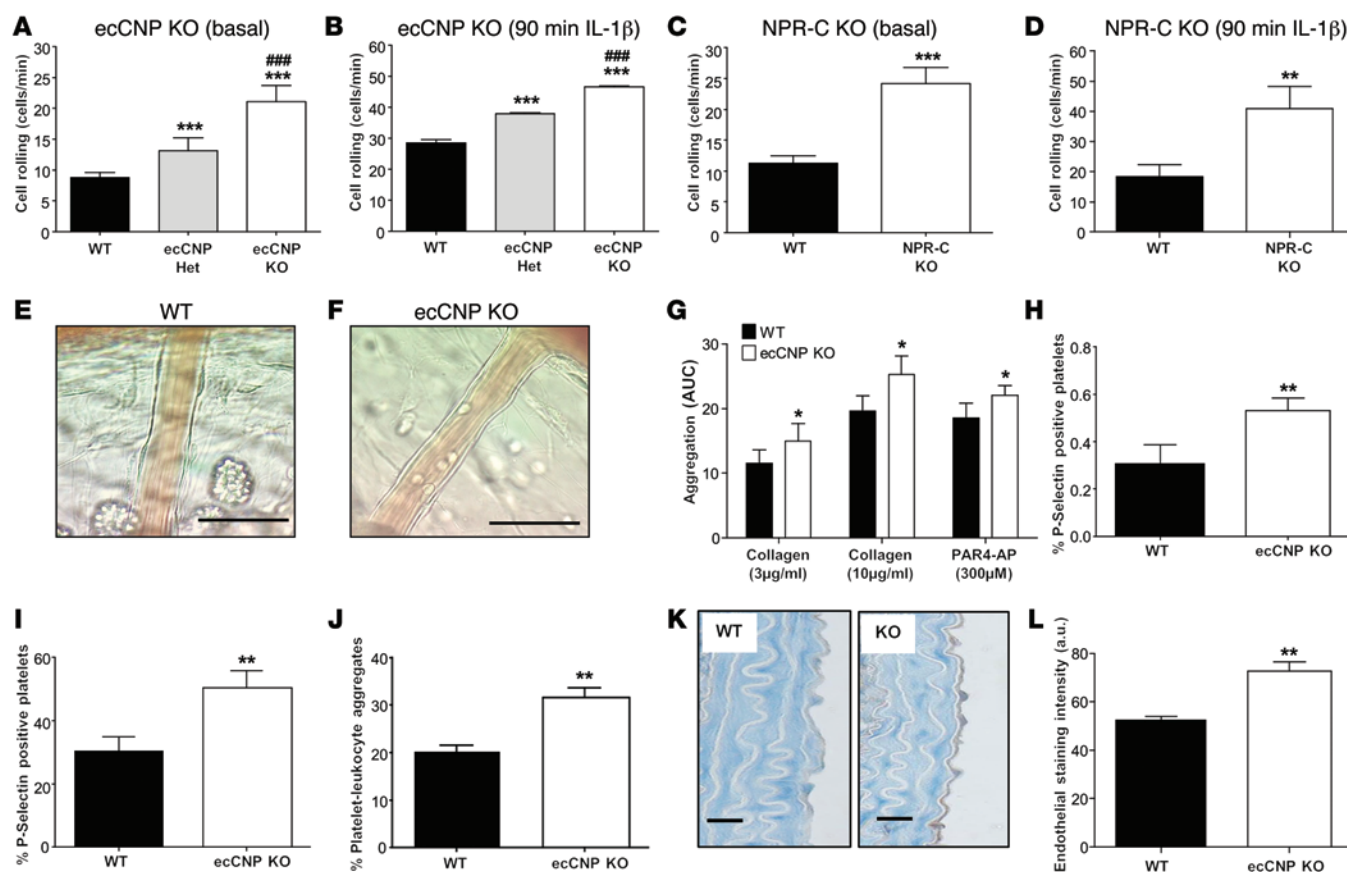 A
ecCNP KO (basal)
Cell rolling (cells/min)
30
25
20
15
10
5
0
***
###
***
WT
ecCNP
Het
ecCNP
KO
B
ecCNP KO (90 min IL-1β)
Cell rolling (cells/min)
60
50
40
30
20
10
0
***
###
***
WT
ecCNP
Het
ecCNP
KO
C
NPR-C KO (basal)
Cell rolling (cells/min)
30
25
20
15
10
5
0
***
WT
NPR-C
KO
D
NPR-C KO (90 min IL-1β)
Cell rolling (cells/min)
60
50
40
30
20
10
0
**
WT
NPR-C
KO
E
WT
F
ecCNP KO
G
WT
ecCNP KO
Aggregation (AUC)
30
20
10
0
*
*
*
Collagen
(3µg/ml)
Collagen
(10µg/ml)
PAR4-AP
(300µM)
H
% P-Selectin positive platelets
0.8
0.6
0.4
0.2
0.0
**
WT
ecCNP KO
I
% P-Selectin positive platelets
60
40
20
0
**
WT
ecCNP KO
J
% Platelet-leukocyte aggregates
40
30
20
10
0
**
WT
ecCNP KO
K
WT
KO
L
Endothelial staining intensity (a.u.)
80
60
40
20
0
**
WT
ecCNP KO